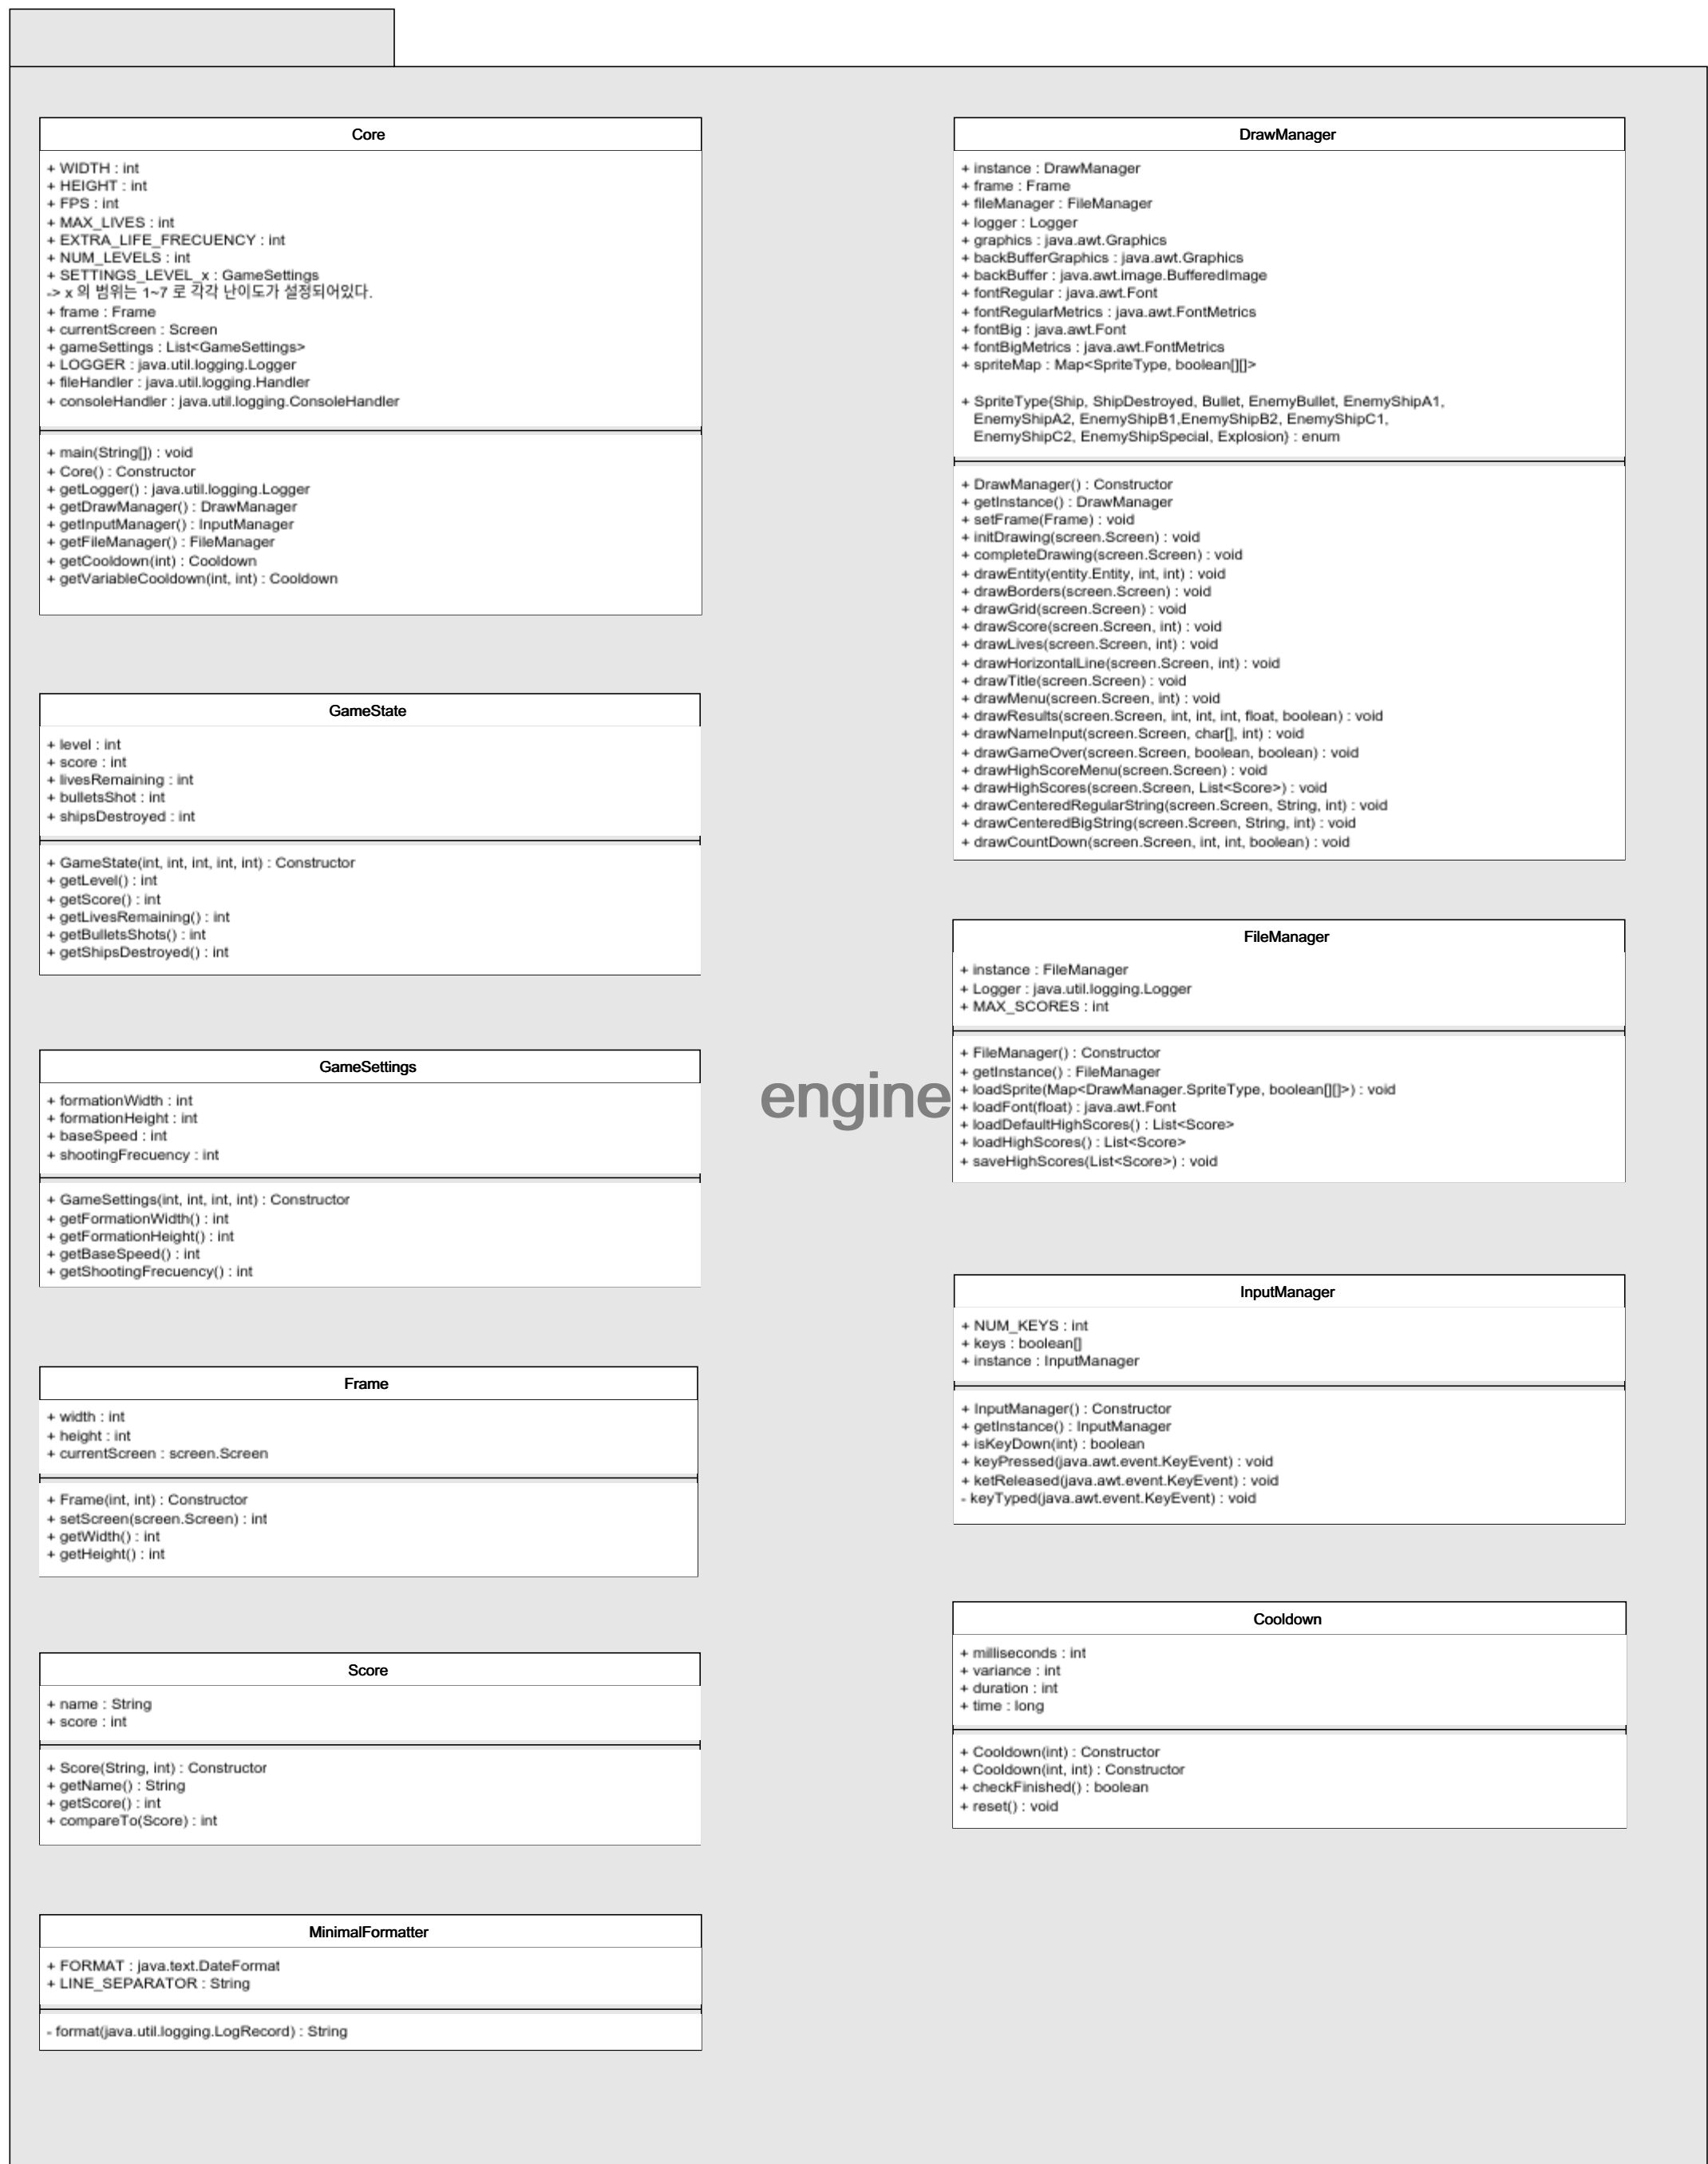 Core
+ WIDTH : int
+ HEIGHT : int
+ FPS : int
+ MAX_LIVES : int
+ EXTRA_LIFE_FRECUENCY : int
+ NUM_LEVELS : int
+ SETTINGS_LEVEL_x : GameSettings
-> x 의 범위는 1~7 로 각각 난이도가 설정되어있다.
+ frame : Frame
+ currentScreen : Screen
+ gameSettings : List<GameSettings>
+ LOGGER : java.util.logging.Logger
+ fileHandler : java.util.logging.Handler
+ consoleHandler : java.util.logging.ConsoleHandler
+ main(String[]) : void
+ Core() : Constructor
+ getLogger() : java.util.logging.Logger
+ getDrawManager() : DrawManager
+ getInputManager() : InputManager
+ getFileManager() : FileManager
+ getCooldown(int) : Cooldown
+ getVariableCooldown(int, int) : Cooldown
GameState
+ level : int
+ score : int
+ livesRemaining : int
+ bulletsShot : int
+ shipsDestroyed : int
+ GameState(int, int, int, int, int) : Constructor
+ getLevel() : int
+ getScore() : int
+ getLivesRemaining() : int
+ getBulletsShots() : int
+ getShipsDestroyed() : int
GameSettings
+ formationWidth : int
+ formationHeight : int
+ baseSpeed : int
+ shootingFrecuency : int
+ GameSettings(int, int, int, int) : Constructor
+ getFormationWidth() : int
+ getFormationHeight() : int
+ getBaseSpeed() : int
+ getShootingFrecuency() : int
Frame
+ width : int
+ height : int
+ currentScreen : screen.Screen
+ Frame(int, int) : Constructor
+ setScreen(screen.Screen) : int
+ getWidth() : int
+ getHeight() : int
Score
+ name : String
+ score : int
+ Score(String, int) : Constructor
+ getName() : String
+ getScore() : int
+ compareTo(Score) : int
MinimalFormatter
+ FORMAT : java.text.DateFormat
+ LINE_SEPARATOR : String
- format(java.util.logging.LogRecord) : String
engine
DrawManager
+ instance : DrawManager
+ frame : Frame
+ fileManager : FileManager
+ logger : Logger
+ graphics : java.awt.Graphics
+ backBufferGraphics : java.awt.Graphics
+ backBuffer : java.awt.image.BufferedImage
+ fontRegular : java.awt.Font
+ fontRegularMetrics : java.awt.FontMetrics
+ fontBig : java.awt.Font
+ fontBigMetrics : java.awt.FontMetrics
+ spriteMap : Map<SpriteType, boolean[][]>
+ SpriteType{Ship, ShipDestroyed, Bullet, EnemyBullet, EnemyShipA1,
EnemyShipA2, EnemyShipB1,EnemyShipB2, EnemyShipC1,
EnemyShipC2, EnemyShipSpecial, Explosion} : enum
+ DrawManager() : Constructor
+ getInstance() : DrawManager
+ setFrame(Frame) : void
+ initDrawing(screen.Screen) : void
+ completeDrawing(screen.Screen) : void
+ drawEntity(entity.Entity, int, int) : void
+ drawBorders(screen.Screen) : void
+ drawGrid(screen.Screen) : void
+ drawScore(screen.Screen, int) : void
+ drawLives(screen.Screen, int) : void
+ drawHorizontalLine(screen.Screen, int) : void
+ drawTitle(screen.Screen) : void
+ drawMenu(screen.Screen, int) : void
+ drawResults(screen.Screen, int, int, int, float, boolean) : void
+ drawNameInput(screen.Screen, char[], int) : void
+ drawGameOver(screen.Screen, boolean, boolean) : void
+ drawHighScoreMenu(screen.Screen) : void
+ drawHighScores(screen.Screen, List<Score>) : void
+ drawCenteredRegularString(screen.Screen, String, int) : void
+ drawCenteredBigString(screen.Screen, String, int) : void
+ drawCountDown(screen.Screen, int, int, boolean) : void
FileManager
+ instance : FileManager
+ Logger : java.util.logging.Logger
+ MAX_SCORES : int
+ FileManager() : Constructor
+ getInstance() : FileManager
+ loadSprite(Map<DrawManager.SpriteType, boolean[][]>) : void
+ loadFont(float) : java.awt.Font
+ loadDefaultHighScores() : List<Score>
+ loadHighScores() : List<Score>
+ saveHighScores(List<Score>) : void
InputManager
+ NUM_KEYS : int
+ keys : boolean[]
+ instance : InputManager
+ InputManager() : Constructor
+ getInstance() : InputManager
+ isKeyDown(int) : boolean
+ keyPressed(java.awt.event.KeyEvent) : void
+ ketReleased(java.awt.event.KeyEvent) : void
- keyTyped(java.awt.event.KeyEvent) : void
Cooldown
+ milliseconds : int
+ variance : int
+ duration : int
+ time : long
+ Cooldown(int) : Constructor
+ Cooldown(int, int) : Constructor
+ checkFinished() : boolean
+ reset() : void